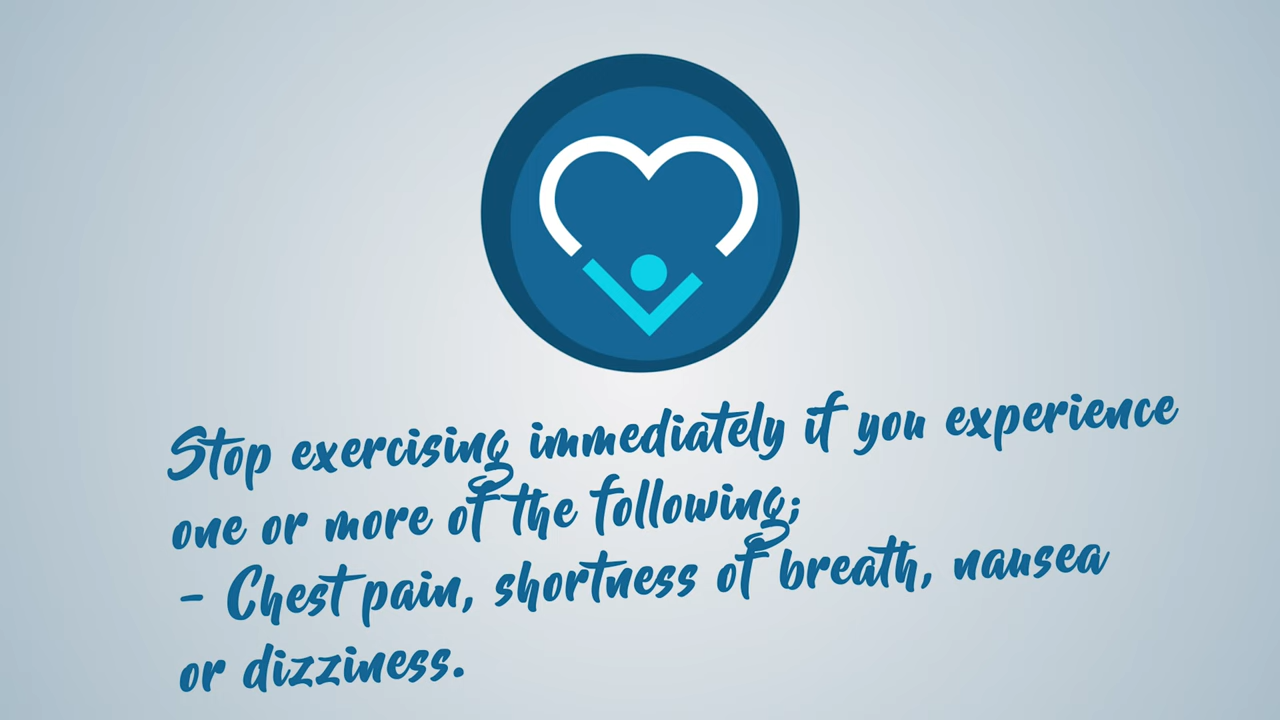 Stop exercising immediately if you experience
one or more of the following;
- Chest pain, shortness of breath, nausea
or dizziness.